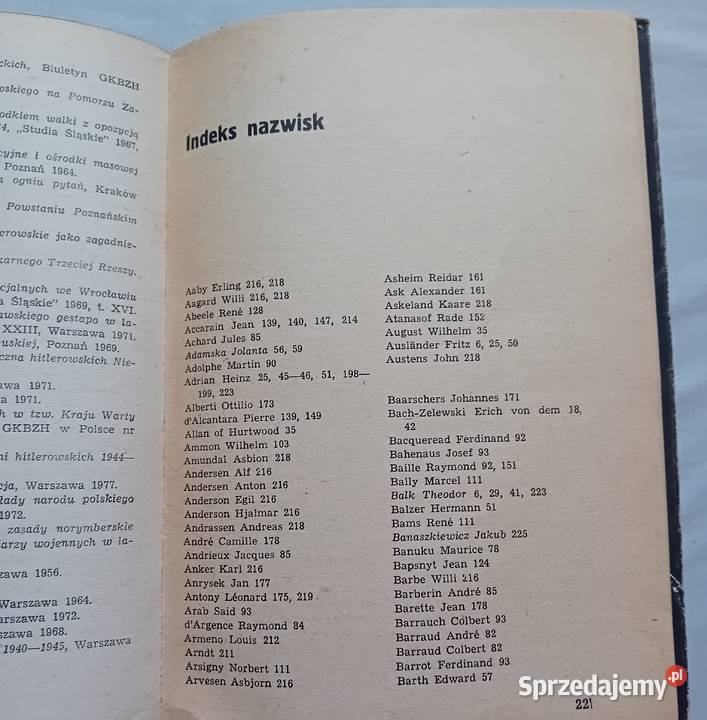 ckich, Biuletyn GKBZH
wskiego na Pomorzu Za-
odkiem walki z opozycją
4, „Studia Śląskie" 1967,
cyjne i ośrodki masowej
Poznań 1964.
ogniu pytań, Kraków
Powstaniu Poznańskim
erowskie jako zagadnie-
karnego Trzeciej Rzeszy,
cjalnych we Wrocławiu
a Śląskie" 1969, t. XVI.
awskiego gestapo w la-
XXIII, Warszawa 1971.
uskiej, Poznań 1969.
czna hitlerowskich Nie-
zawa 1971.
a 1971.
h w tzw. Kraju Warty
GKBZH w Polsce nr
ni hitlerowskich 1944—
cja, Warszawa 1977.
łady narodu polskiego
1972.
zasady norymberskie
iarzy wojennych w la-
zawa 1956.
Warszawa 1964.
arszawa 1972.
szawa 1968.
1940—1945, Warszawa
Indeks nazwisk
Aaby Erling 216, 218
Aagard Willi 216, 218
Abeele René 128
Accarain Jean 139, 140, 147, 214
Achard Jules 85
Adamska Jolanta 56, 59
Adolphe Martin 90
Adrian Heinz 25, 45—46, 51, 198—
199, 223
Alberti Ottilio 173
d'Alcantara Pierre 139, 149
Allan of Hurtwood 35
Ammon Wilhelm 103
Amundal Asbion 218
Andersen Alf 216
Andersen Anton 216
Anderson Egil 216
Anderson Hjalmar 216
Andrassen Andreas 218
André Camille 178
Andrieux Jacques 85
Anker Karl 216
Anrysek Jan 177
Antony Léonard 175, 219
Arab Said 93
d'Argence Raymond 84
Armeno Louis 212
Arndt 211
Arsigny Norbert 111
Arvesen Asbjorn 216
Asheim Reidar 161
Ask Alexander 161
Askeland Kaare 218
Atanasof Rade 152
August Wilhelm 35
Ausländer Fritz 6, 25, 50
Austens John 218
Baarschers Johannes 171
Bach-Zelewski Erich von dem 18,
42
Bacqueread Ferdinand 92
Bahenaus Josef 93
Baille Raymond 92, 151
Bally Marcel 111
Balk Theodor 6, 29, 41, 223
Balzer Hermann 51
Bams René 111
Banaszkiewicz Jakub 225
Banuku Maurice 78
Bapsnyt Jean 124
Barbe Willi 216
Barberin André 85
Barette Jean 178
Barrauch Cölbert 93
Barraud André 82
Barraud Colbert 82
Barrot Ferdinand 93
Barth Edward 57
Sprzedajemy.pl